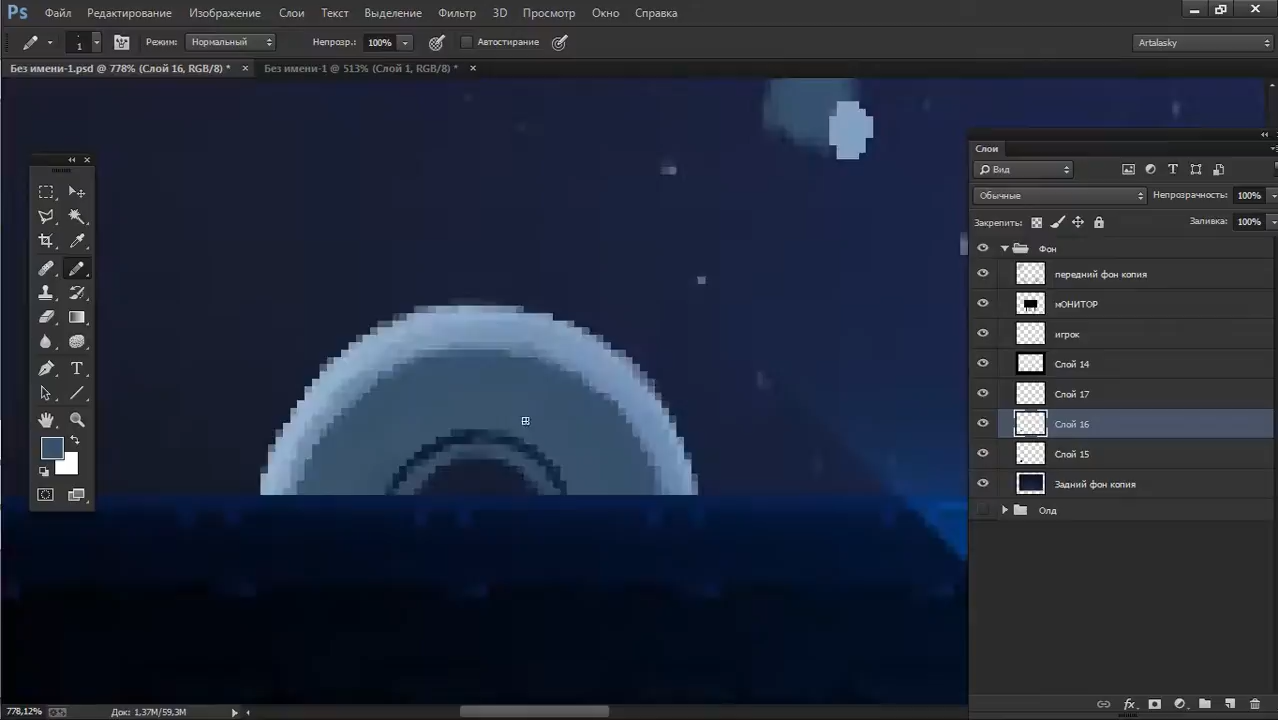 Ps Файл Редактирование Изображение Слои Текст Выделение Фильтр 3D Просмотр Окно Справка
1 Режим: Нормальный Непрозр.: 100% Автостирание Artalasky
Без имени-1.psd @ 778% (Слой 16, RGB/8) * × Без имени-1 @ 513% (Слой 1, RGB/8) * ×
Слои
Вид
Обычные Непрозрачность: 100%
Закрепить: Заливка: 100%
Фон
передний фон копия
мОНИТОР
игрок
Слой 14
Слой 17
Слой 16
Слой 15
Задний фон копия
Олд
778,12% Док: 1,37M/59,3M